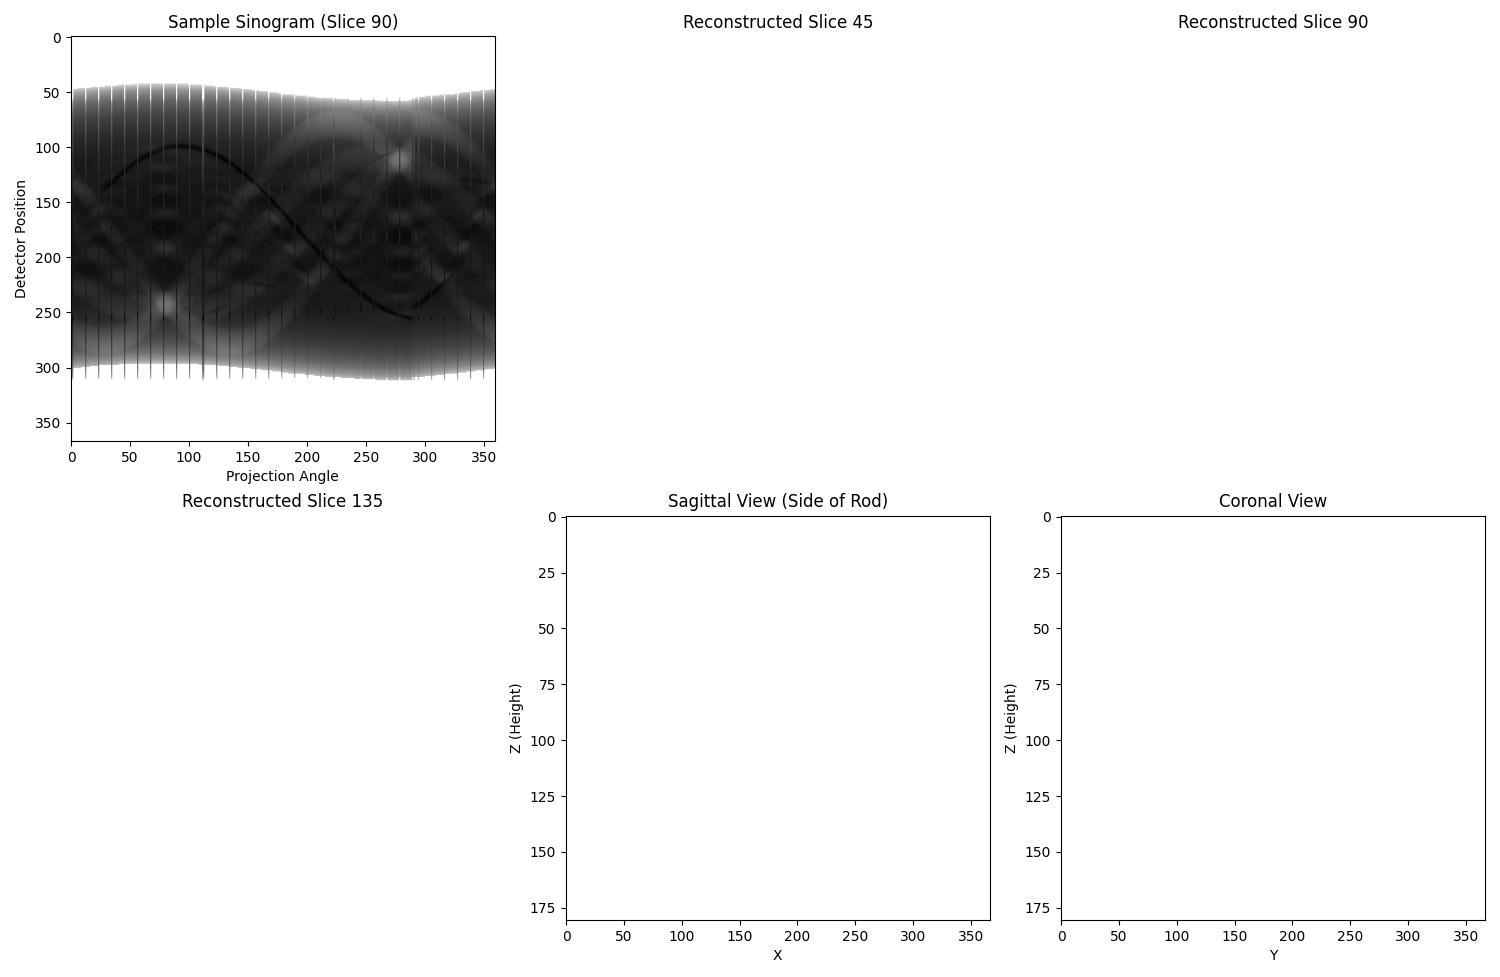 Sample Sinogram (Slice 90)
0
50
100
150
200
250
300
350
Detector Position
0 50 100 150 200 250 300 350
Projection Angle
Reconstructed Slice 45
Reconstructed Slice 90
Reconstructed Slice 135
Sagittal View (Side of Rod)
0
25
50
75
100
125
150
175
Z (Height)
0 50 100 150 200 250 300 350
X
Coronal View
0
25
50
75
100
125
150
175
Z (Height)
0 50 100 150 200 250 300 350
Y